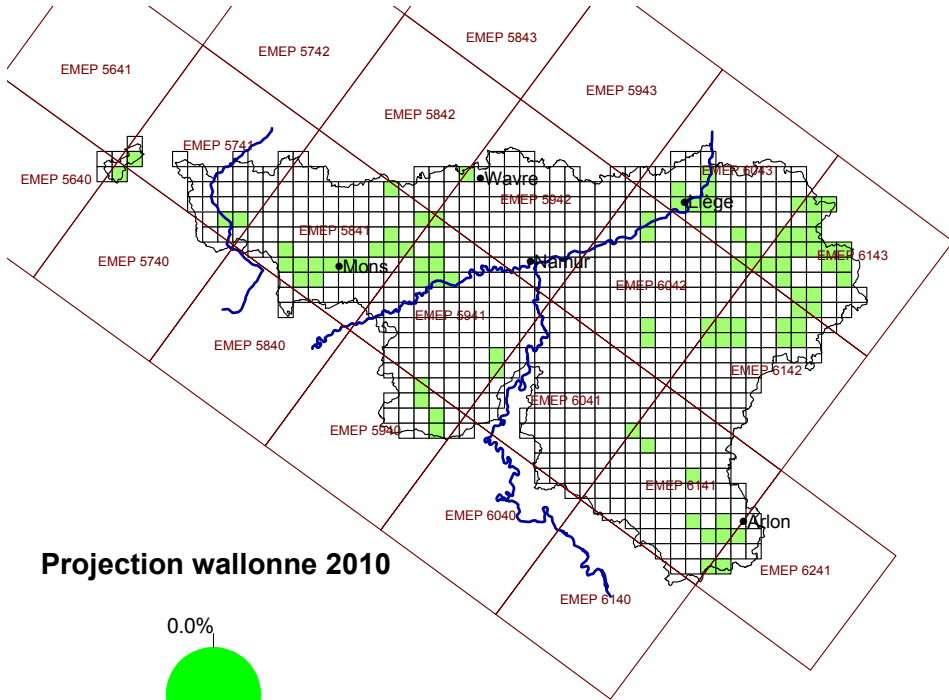 EMEP 5843
EMEP 5742
EMEP 5641
EMEP 5943
EMEP 5842
EMEP 5741
EMEP 6043
EMEP 5640
Wavre
EMEP 5942
Liège
EMEP 5841
EMEP 6143
EMEP 5740
Mons
Namur
EMEP 6042
EMEP 5941
EMEP 5840
EMEP 6142
EMEP 6041
EMEP 5940
EMEP 6141
EMEP 6040
Arlon
Projection wallonne 2010
EMEP 6241
EMEP 6140
0.0%